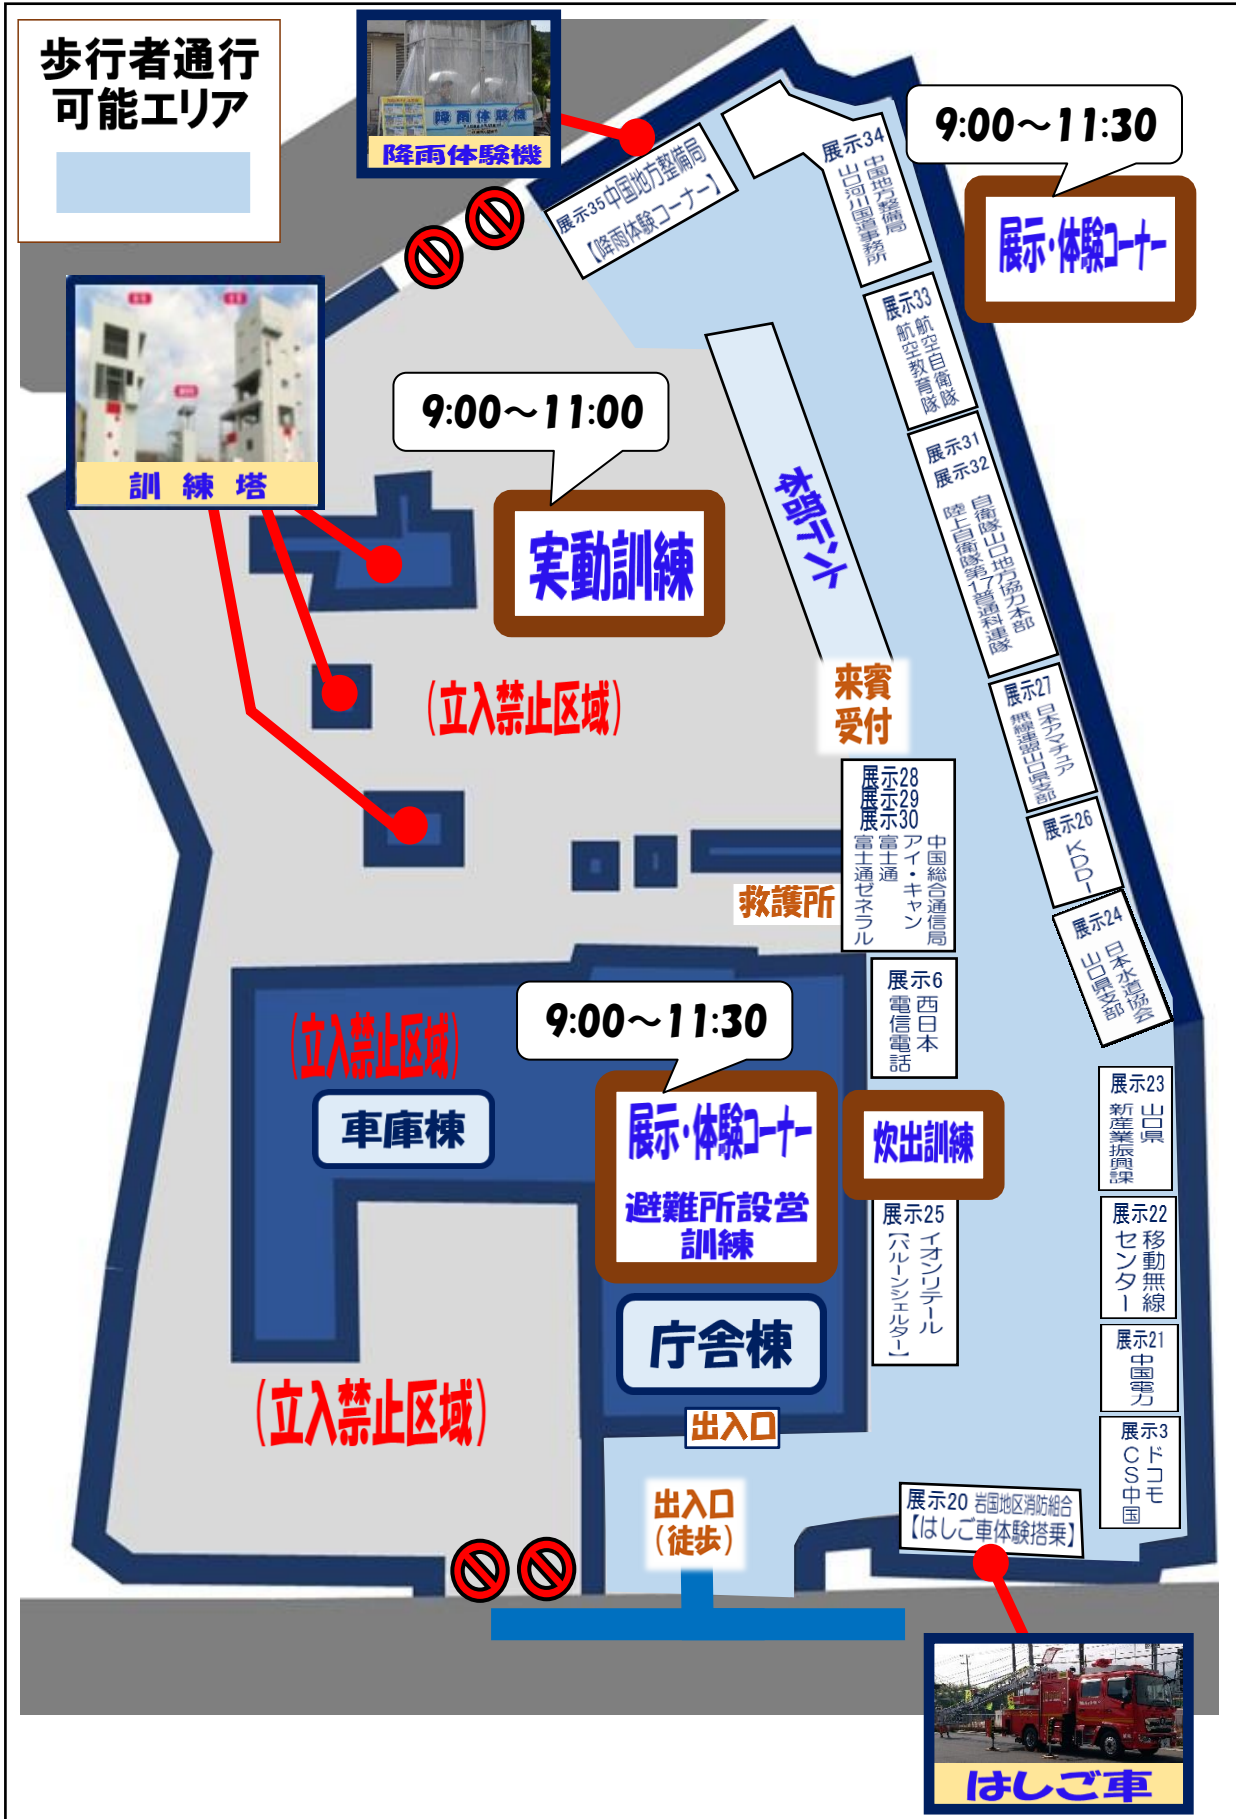 歩行者通行
可能エリア
降雨体験機
降雨体験機
展示35 中国地方整備局
【降雨体験コーナー】
展示34
中国地方整備局
山口河川国道事務所
9:00～11:30
展示・体験コーナー
展示33
航空自衛隊
航空教育隊
訓練塔
9:00～11:00
実動訓練
本部テント
展示31
展示32
自衛隊山口地方協力本部
陸上自衛隊第17普通科連隊
(立入禁止区域)
来賓
受付
展示27
日本アマチュア
無線連盟山口県支部
展示28
展示29
展示30
中国総合通信局
アイ・キャン
富士通
富士通ゼネラル
展示26
KDDI
救護所
展示24
日本水道協会
山口県支部
展示6
西日本
電信電話
(立入禁止区域)
車庫棟
9:00～11:30
展示・体験コーナー
避難所設営
訓練
炊出訓練
展示23
山口県
新産業振興課
展示25
イオンリテール
【バルーンシェルター】
展示22
移動無線
センター
庁舎棟
展示21
中国電力
(立入禁止区域)
出入口
展示3
ドコモ
CS中国
出入口
(徒歩)
展示20 岩国地区消防組合
【はしご車体験搭乗】
はしご車